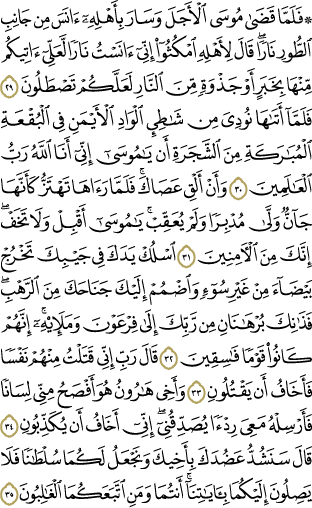 ۞ فَلَمَّا قَضَىٰ مُوسَى ٱلْأَجَلَ وَسَارَ بِأَهْلِهِۦٓ ءَانَسَ مِن جَانِبِ
ٱلطُّورِ نَارًا ۖ قَالَ لِأَهْلِهِ ٱمْكُثُوٓا۟ إِنِّىٓ ءَانَسْتُ نَارًا لَّعَلِّىٓ ءَاتِيكُم
مِّنْهَا بِخَبَرٍ أَوْ جَذْوَةٍ مِّنَ ٱلنَّارِ لَعَلَّكُمْ تَصْطَلُونَ ٢٩
فَلَمَّآ أَتَىٰهَا نُودِىَ مِن شَـٰطِئِ ٱلْوَادِ ٱلْأَيْمَنِ فِى ٱلْبُقْعَةِ
ٱلْمُبَـٰرَكَةِ مِنَ ٱلشَّجَرَةِ أَن يَـٰمُوسَىٰٓ إِنِّىٓ أَنَا ٱللَّهُ رَبُّ
ٱلْعَـٰلَمِينَ ٣٠ وَأَنْ أَلْقِ عَصَاكَ ۖ فَلَمَّا رَءَاهَا تَهْتَزُّ كَأَنَّهَا
جَآنٌّ وَلَّىٰ مُدْبِرًا وَلَمْ يُعَقِّبْ ۚ يَـٰمُوسَىٰٓ أَقْبِلْ وَلَا تَخَفْ ۖ
إِنَّكَ مِنَ ٱلْـَٔامِنِينَ ٣١ ٱسْلُكْ يَدَكَ فِى جَيْبِكَ تَخْرُجْ
بَيْضَآءَ مِنْ غَيْرِ سُوٓءٍ وَٱضْمُمْ إِلَيْكَ جَنَاحَكَ مِنَ ٱلرَّهْبِ ۖ
فَذَٰنِكَ بُرْهَـٰنَانِ مِن رَّبِّكَ إِلَىٰ فِرْعَوْنَ وَمَلَإِي۟هِۦٓ ۚ إِنَّهُمْ
كَانُوا۟ قَوْمًا فَـٰسِقِينَ ٣٢ قَالَ رَبِّ إِنِّى قَتَلْتُ مِنْهُمْ نَفْسًا
فَأَخَافُ أَن يَقْتُلُونِ ٣٣ وَأَخِى هَـٰرُونُ هُوَ أَفْصَحُ مِنِّى لِسَانًا
فَأَرْسِلْهُ مَعِىَ رِدْءًا يُصَدِّقُنِىٓ ۖ إِنِّىٓ أَخَافُ أَن يُكَذِّبُونِ ٣٤
قَالَ سَنَشُدُّ عَضُدَكَ بِأَخِيكَ وَنَجْعَلُ لَكُمَا سُلْطَـٰنًا فَلَا
يَصِلُونَ إِلَيْكُمَا ۚ بِـَٔايَـٰتِنَآ أَنتُمَا وَمَنِ ٱتَّبَعَكُمَا ٱلْغَـٰلِبُونَ ٣٥